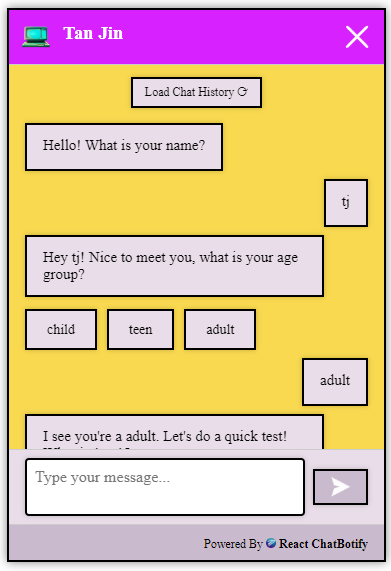 Tan Jin
Load Chat History ⟳
Hello! What is your name?
tj
Hey tj! Nice to meet you, what is your age
group?
child teen adult
adult
I see you're a adult. Let's do a quick test!
Type your message...
Powered By React ChatBotify